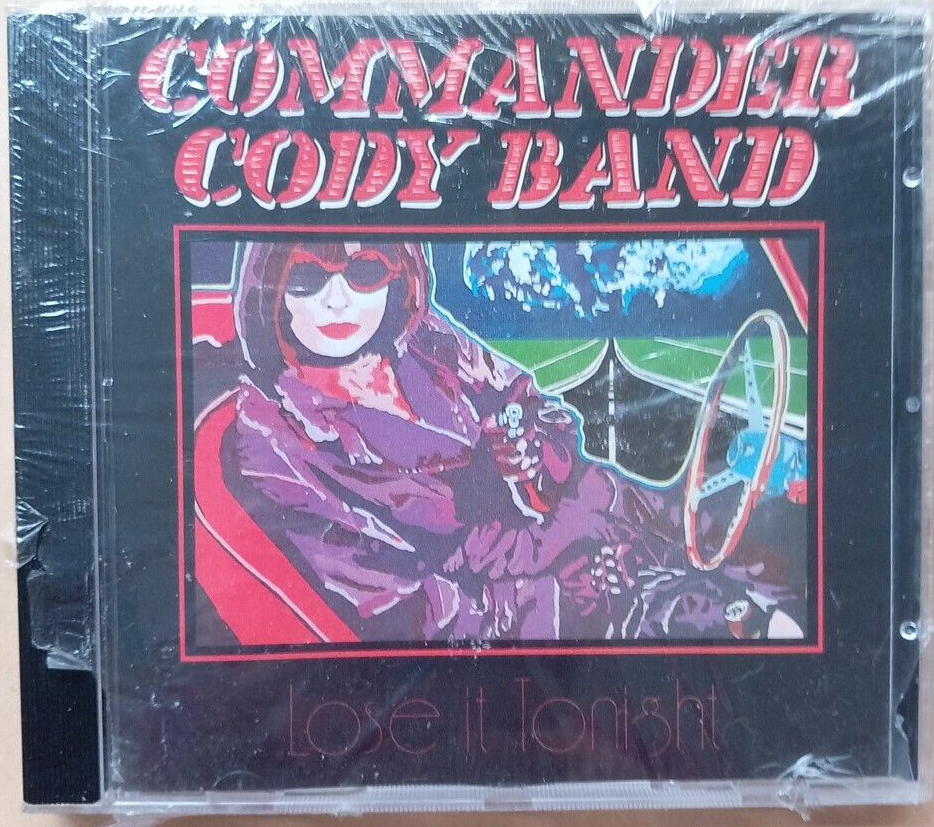 COMMANDER
CODY BAND
Lose it Tonight